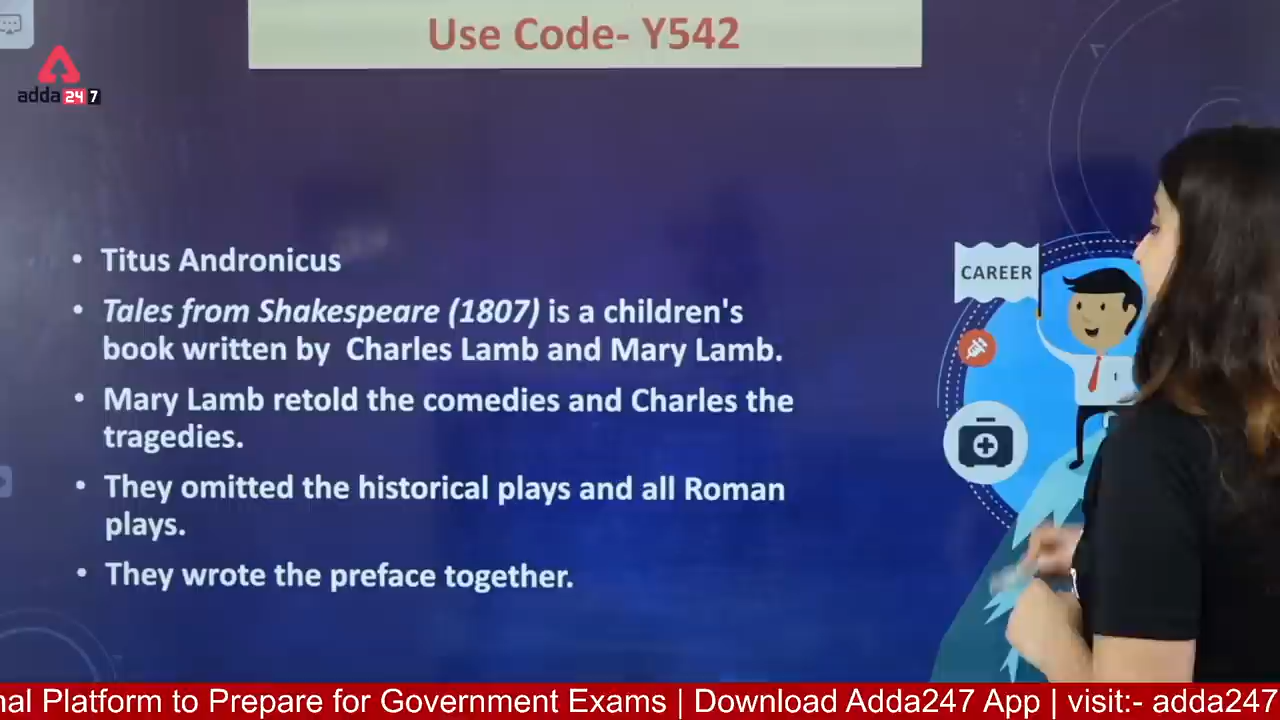 Use Code- Y542
adda 24 7
• Titus Andronicus
• Tales from Shakespeare (1807) is a children's
book written by Charles Lamb and Mary Lamb.
• Mary Lamb retold the comedies and Charles the
tragedies.
• They omitted the historical plays and all Roman
plays.
• They wrote the preface together.
CAREER
nal Platform to Prepare for Government Exams | Download Adda247 App | visit:- adda247